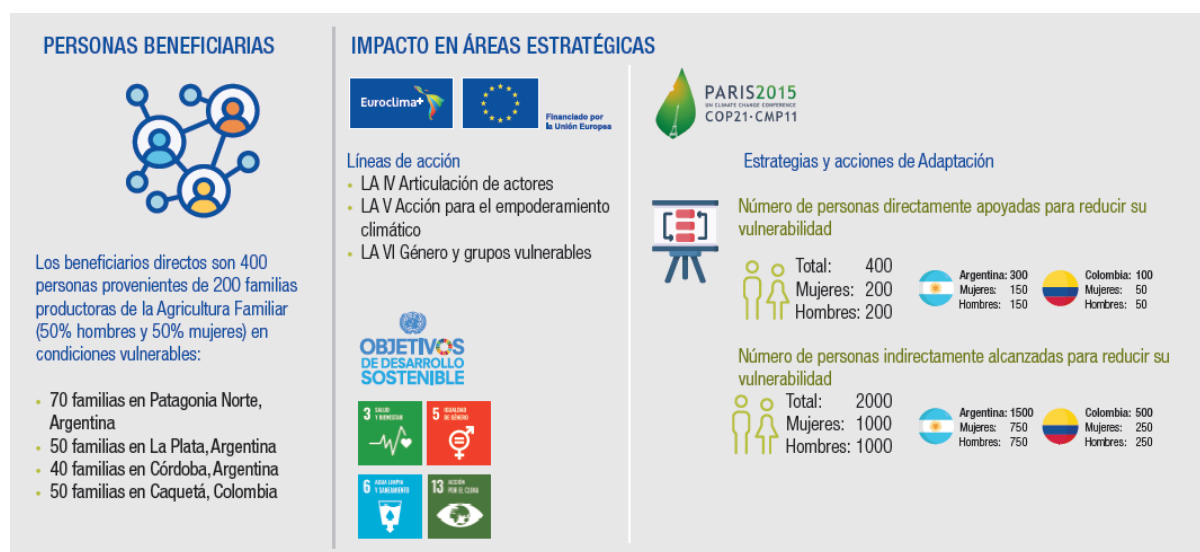 PERSONAS BENEFICIARIAS
Los beneficiarios directos son 400
personas provenientes de 200 familias
productoras de la Agricultura Familiar
(50% hombres y 50% mujeres) en
condiciones vulnerables:
• 70 familias en Patagonia Norte,
Argentina
• 50 familias en La Plata, Argentina
• 40 familias en Córdoba, Argentina
• 50 familias en Caquetá, Colombia
IMPACTO EN ÁREAS ESTRATÉGICAS
Euroclima+
Financiado por
la Unión Europea
Líneas de acción
• LA IV Articulación de actores
• LA V Acción para el empoderamiento
climático
• LA VI Género y grupos vulnerables
OBJETIVOS
DE DESARROLLO
SOSTENIBLE
3 SALUD
Y BIENESTAR
5 IGUALDAD
DE GÉNERO
6 AGUA LIMPIA
Y SANEAMIENTO
13 ACCIÓN
POR EL CLIMA
PARIS2015
UN CLIMATE CHANGE CONFERENCE
COP21·CMP11
Estrategias y acciones de Adaptación
Número de personas directamente apoyadas para reducir su
vulnerabilidad
Total: 400
Mujeres: 200
Hombres: 200
Argentina: 300
Mujeres: 150
Hombres: 150
Colombia: 100
Mujeres: 50
Hombres: 50
Número de personas indirectamente alcanzadas para reducir su
vulnerabilidad
Total: 2000
Mujeres: 1000
Hombres: 1000
Argentina: 1500
Mujeres: 750
Hombres: 750
Colombia: 500
Mujeres: 250
Hombres: 250